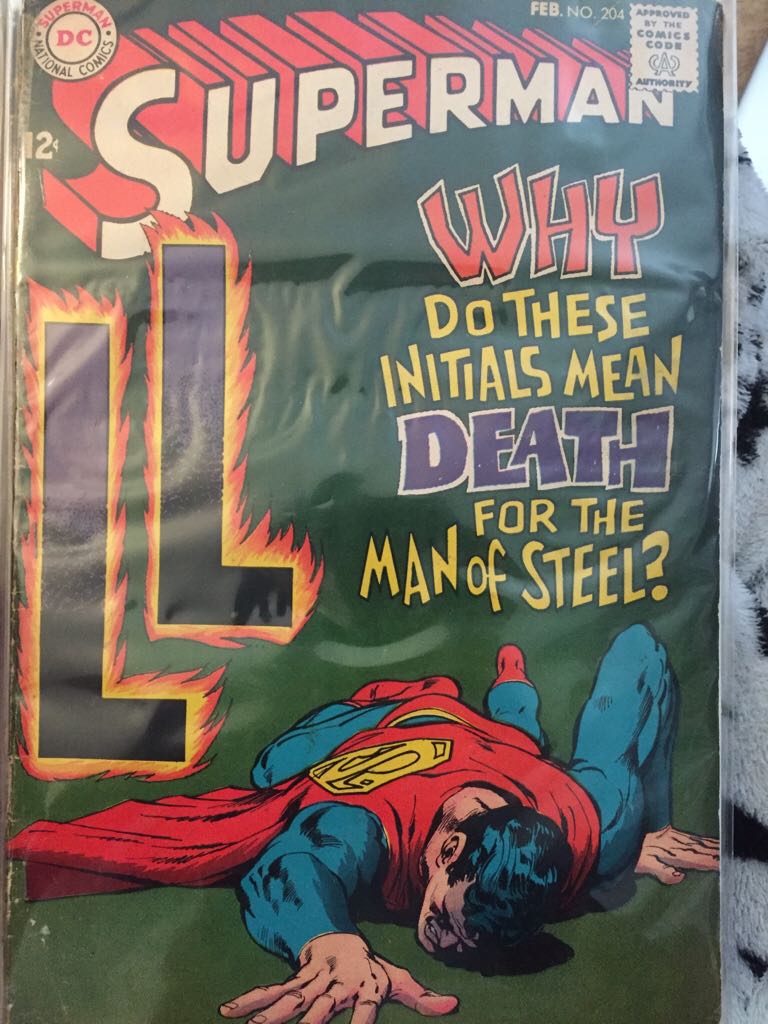 SUPERMAN
DC
NATIONAL COMICS
FEB. NO. 204
APPROVED
BY THE
COMICS
CODE
CA
AUTHORITY
12¢
SUPERMAN
WHY
DO THESE
INITIALS MEAN
DEATH
FOR THE
MAN OF STEEL?
LL
S